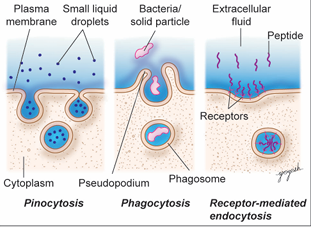 Plasma membrane
Small liquid droplets
Bacteria/ solid particle
Extracellular fluid
Peptide
Receptors
Cytoplasm
Pseudopodium
Phagosome
Pinocytosis
Phagocytosis
Receptor-mediated endocytosis